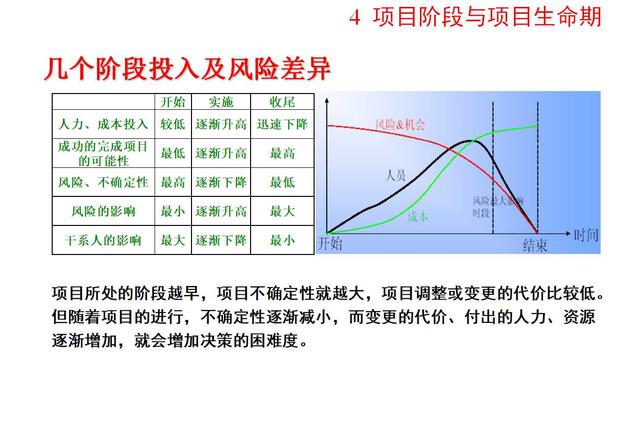 4 项目阶段与项目生命期
几个阶段投入及风险差异
开始 实施 收尾
人力、成本投入 较低 逐渐升高 迅速下降
成功的完成项目
的可能性 最低 逐渐升高 最高
风险、不确定性 最高 逐渐下降 最低
风险的影响 最小 逐渐升高 最大
干系人的影响 最大 逐渐下降 最小
风险&机会
人员
风险最大影响
时段
成本
开始
结束
时间
项目所处的阶段越早，项目不确定性就越大，项目调整或变更的代价比较低。
但随着项目的进行，不确定性逐渐减小，而变更的代价、付出的人力、资源
逐渐增加，就会增加决策的困难度。